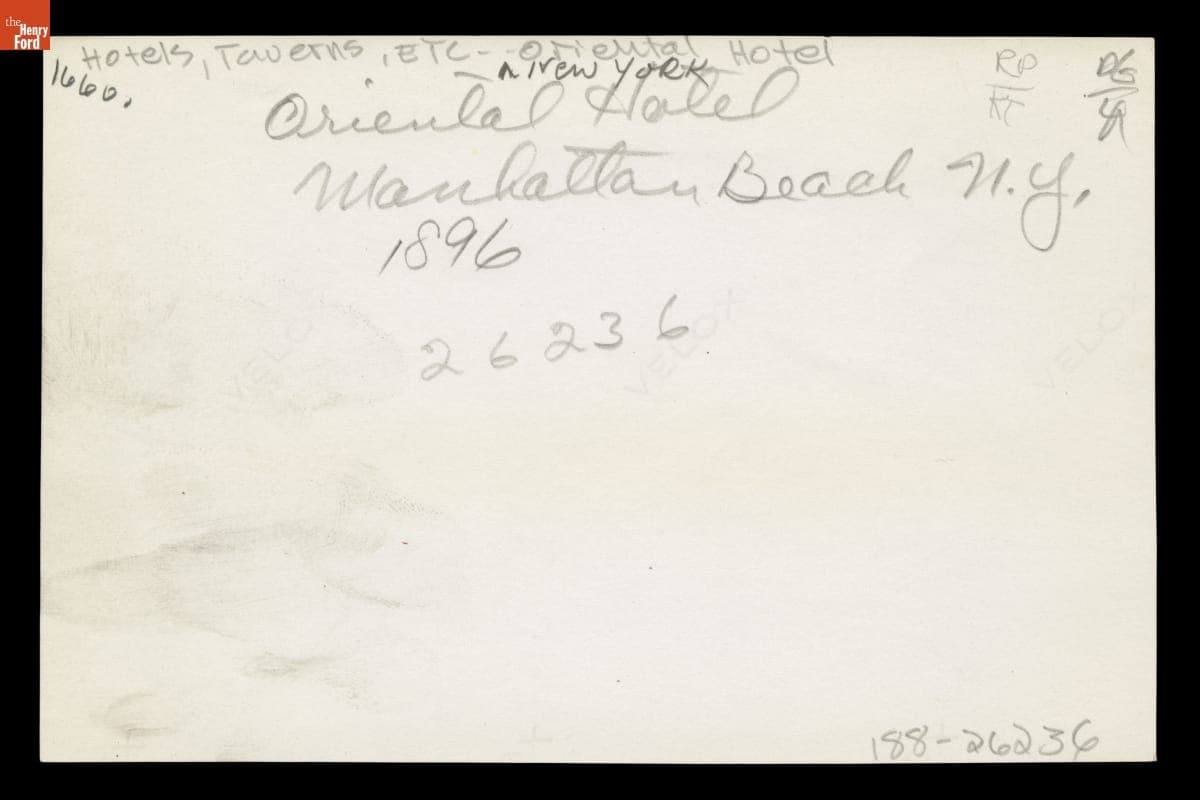 the
Henry
Ford
Hotels, Taverns, ETC - Oriental Hotel
^ New York
1660.
Oriental Hotel
Manhattan Beach N.Y.
1896
26236
VELOX
VELOX
VELOX
RP
188-26236